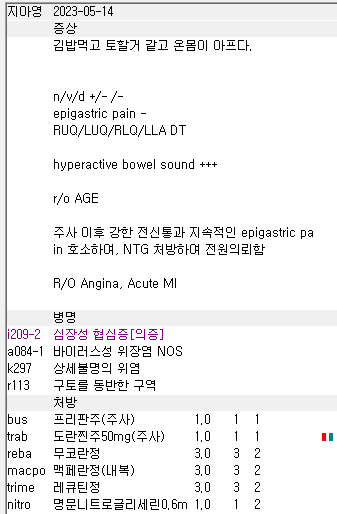 지아영 2023-05-14
증상
김밥먹고 토할거 같고 온몸이 아프다.
n/v/d +/- /-
epigastric pain -
RUQ/LUQ/RLQ/LLA DT
hyperactive bowel sound +++
r/o AGE
주사 이후 강한 전신통과 지속적인 epigastric pa
in 호소하며, NTG 처방하며 전원의뢰함
R/O Angina, Acute MI
병명
i209-2 심장성 협심증[의증]
a084-1 바이러스성 위장염 NOS
k297 상세불명의 위염
r113 구토를 동반한 구역
처방
bus 프리판주(주사) 1.0 1 1
trab 도란찐주50mg(주사) 1.0 1 1
reba 무코란정 3.0 3 2
macpo 맥페란정(내복) 3.0 3 2
trime 레큐틴정 3.0 3 2
nitro 명문니트로글리세린0.6m 1.0 1 2